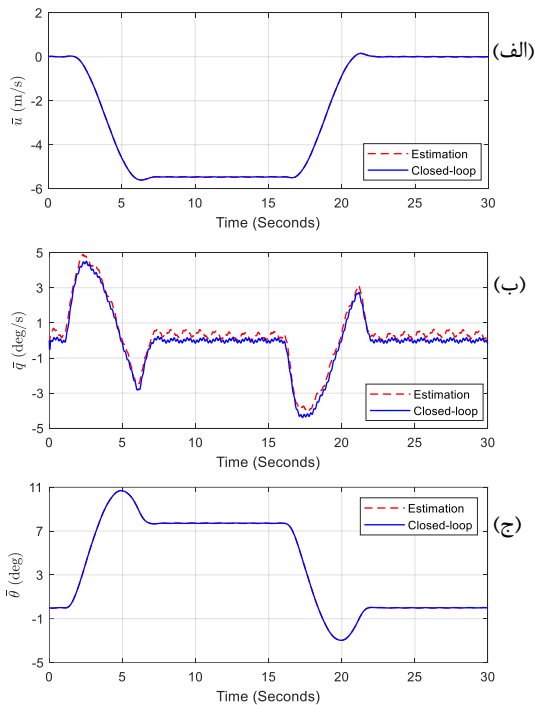 2
0
-2
-4
-6
ū (m/s)
Estimation
Closed-loop
0 5 10 15 20 25 30
Time (Seconds)
(الف)
5
3
1
-1
-3
-5
q̄ (deg/s)
Estimation
Closed-loop
0 5 10 15 20 25 30
Time (Seconds)
(ب)
11
7
3
-1
-5
θ̄ (deg)
Estimation
Closed-loop
0 5 10 15 20 25 30
Time (Seconds)
(ج)